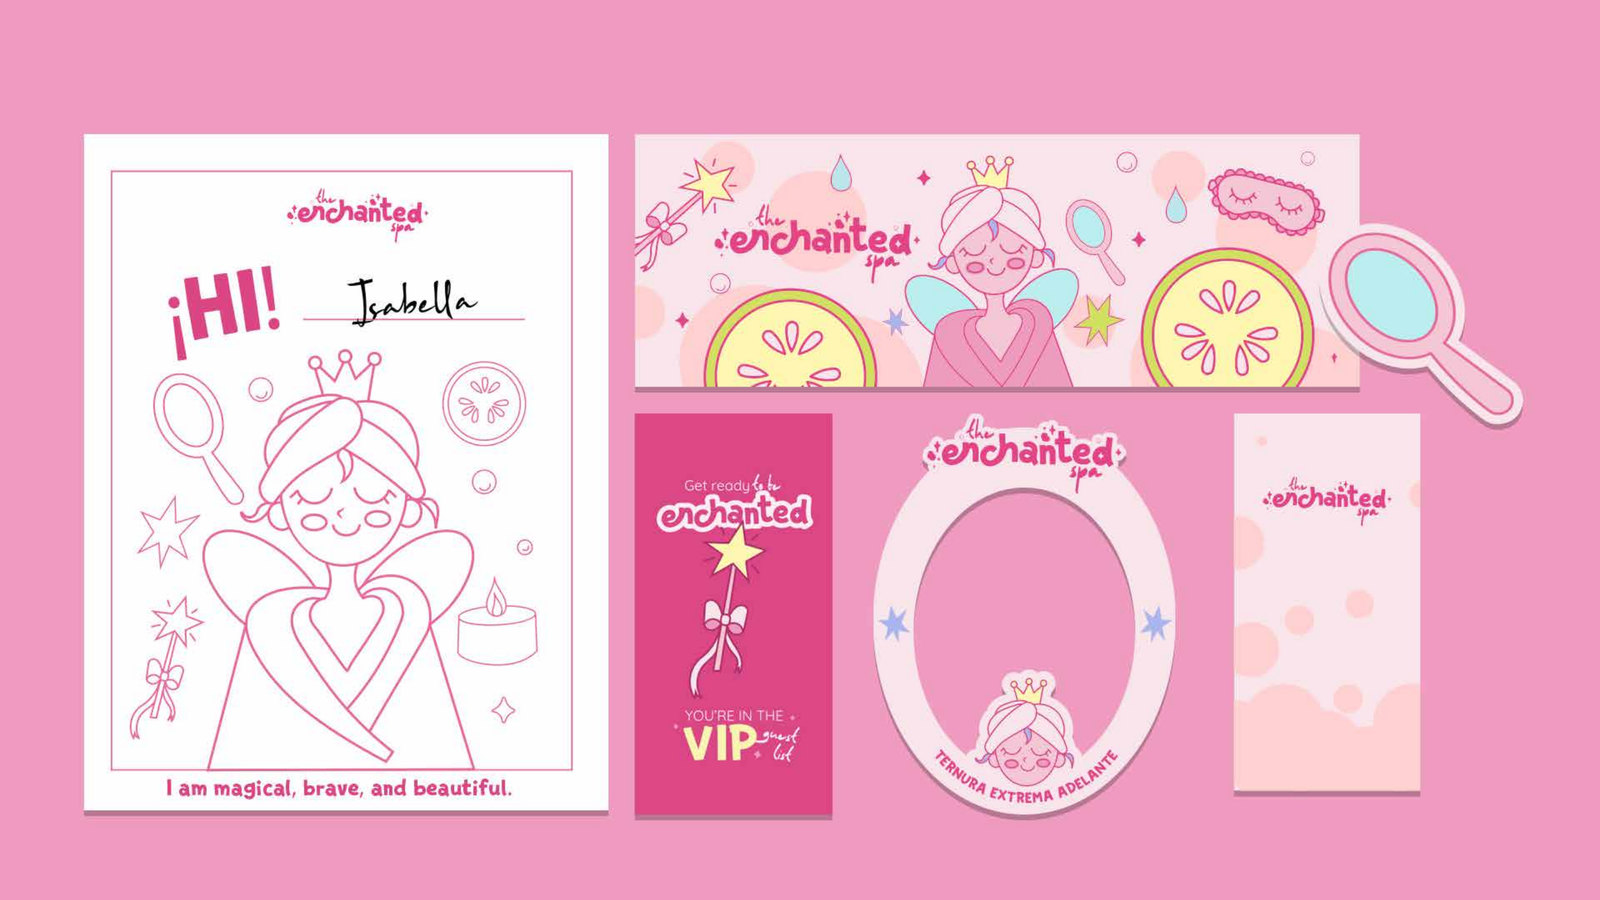 the
enchanted
spa
¡HI! Isabella
I am magical, brave, and beautiful.
the
enchanted
spa
Get ready to be
enchanted
YOU'RE IN THE
VIP guest
list
the
enchanted
spa
TERNURA EXTREMA ADELANTE
the
enchanted
spa